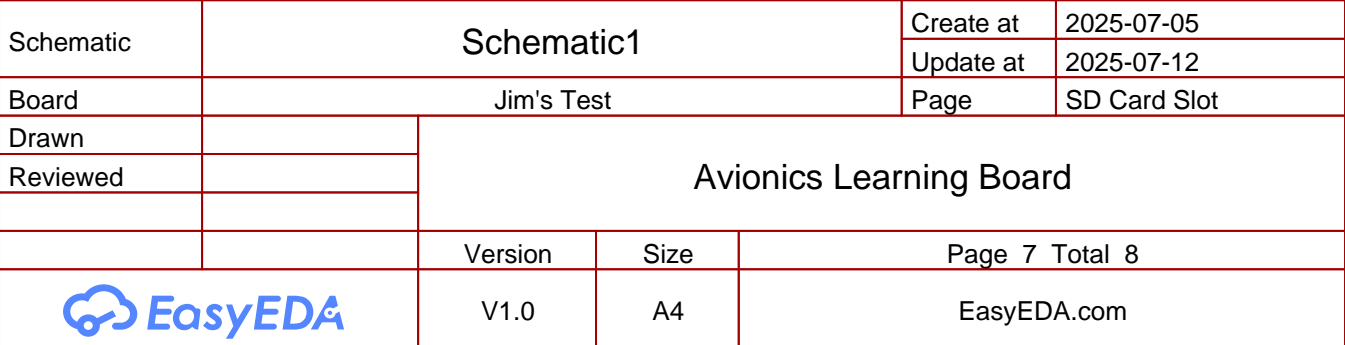 Schematic Schematic1 Create at 2025-07-05
Update at 2025-07-12
Board Jim's Test Page SD Card Slot
Drawn
Reviewed Avionics Learning Board
Version Size Page 7 Total 8
EasyEDA V1.0 A4 EasyEDA.com